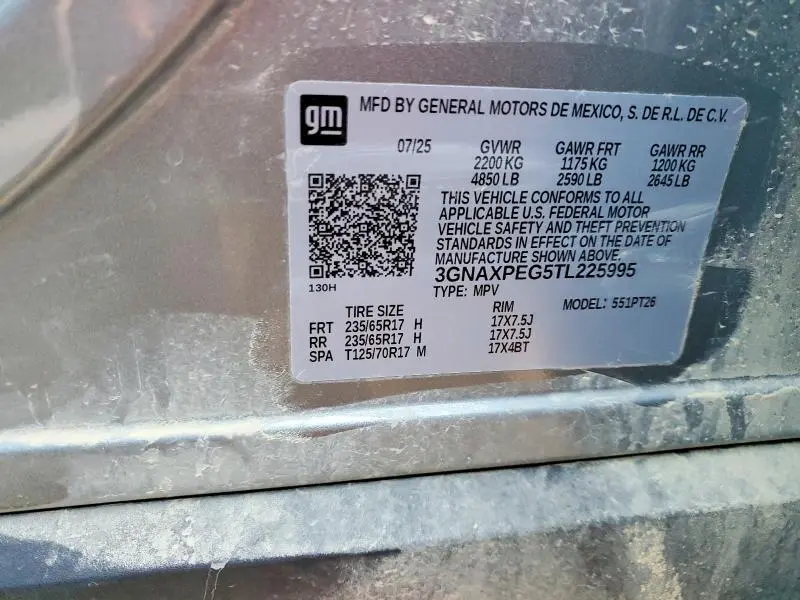 gm MFD BY GENERAL MOTORS DE MEXICO, S. DE R.L. DE C.V.
07/25 GVWR GAWR FRT GAWR RR
2200 KG 1175 KG 1200 KG
4850 LB 2590 LB 2645 LB
THIS VEHICLE CONFORMS TO ALL
APPLICABLE U.S. FEDERAL MOTOR
VEHICLE SAFETY AND THEFT PREVENTION
STANDARDS IN EFFECT ON THE DATE OF
MANUFACTURE SHOWN ABOVE.
3GNAXPEG5TL225995
130H
TYPE: MPV MODEL: 551PT26
TIRE SIZE RIM
FRT 235/65R17 H 17X7.5J
RR 235/65R17 H 17X7.5J
SPA T125/70R17 M 17X4BT